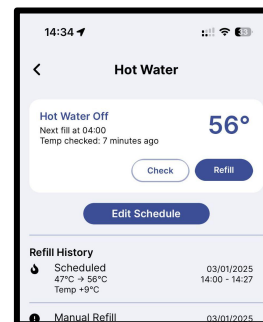 14:34
33
Hot Water
Hot Water Off
56°
Next fill at 04:00
Temp checked: 7 minutes ago
Check
Refill
Edit Schedule
Refill History
Scheduled
03/01/2025
47°C → 56°C
14:00 - 14:27
Temp +9°C
Manual Refill
03/01/2025